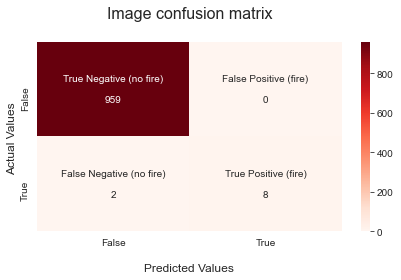 Image confusion matrix
True Negative (no fire)
959
False Positive (fire)
0
False Negative (no fire)
2
True Positive (fire)
8
False
True
Actual Values
False
True
Predicted Values
800
600
400
200
0